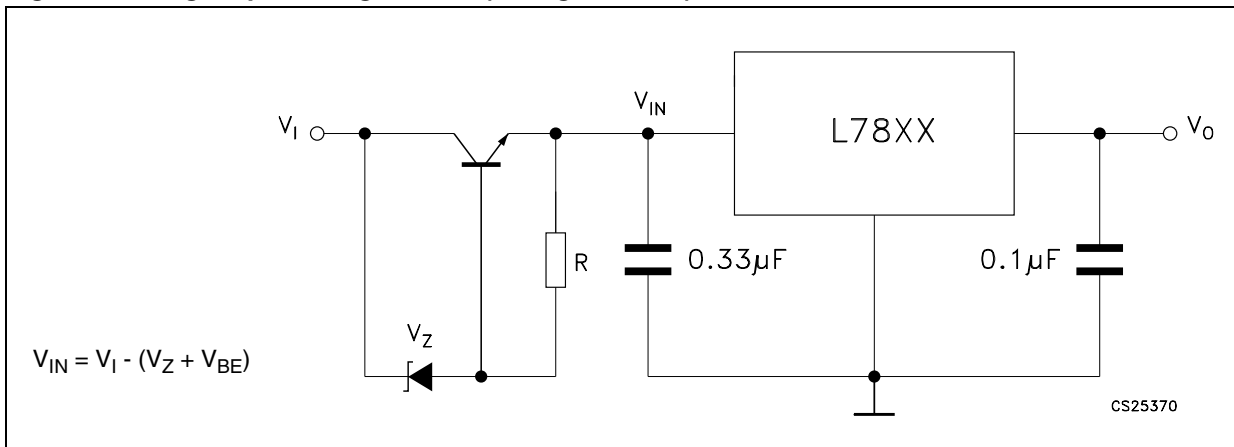 V_I
V_IN
L78XX
V_O
R
0.33µF
0.1µF
V_Z
V_IN = V_I - (V_Z + V_BE)
CS25370